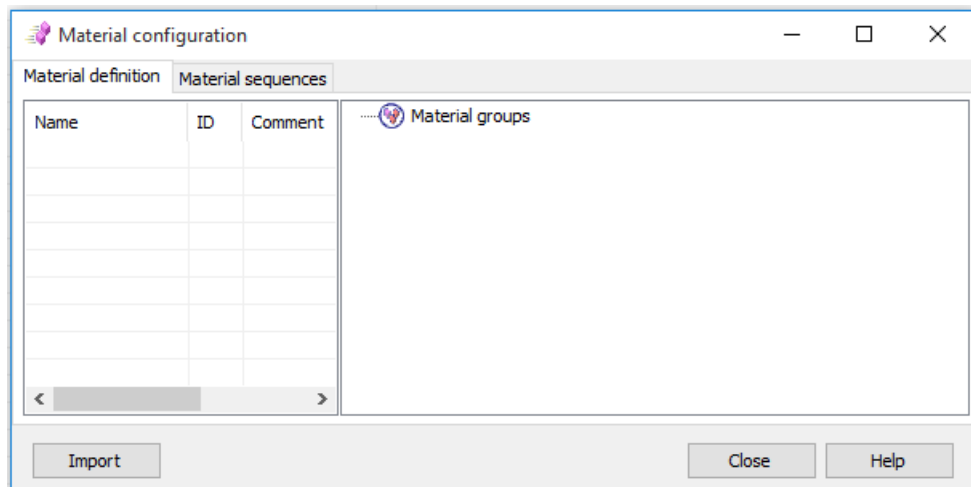 Material configuration
Material definition Material sequences
Name ID Comment
Material groups
Import Close Help